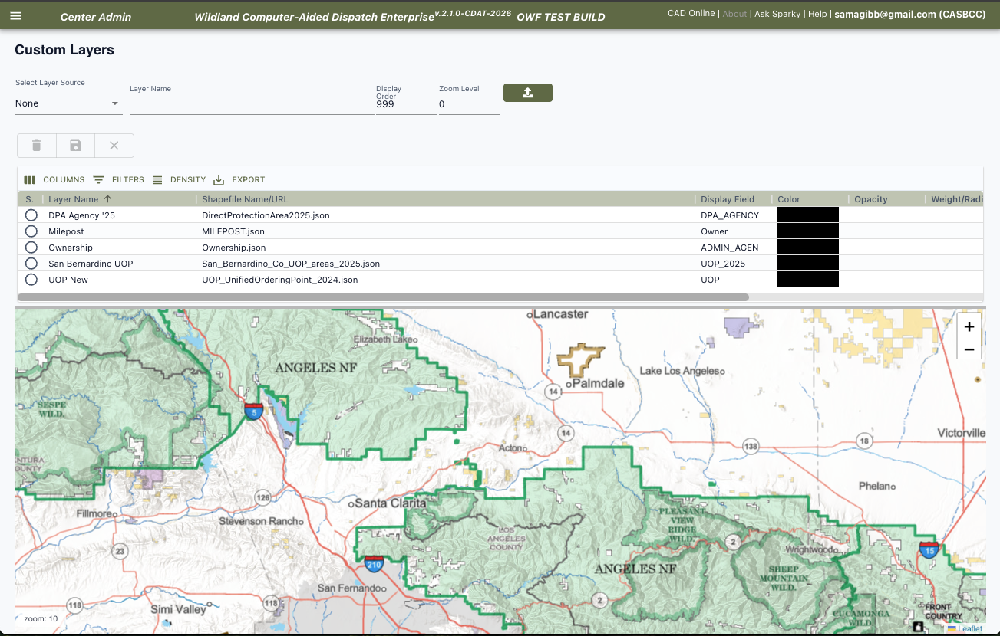 Center Admin
Wildland Computer-Aided Dispatch Enterprise v.2.1.0-CDAT-2026 OWF TEST BUILD
CAD Online | About | Ask Sparky | Help | samagibb@gmail.com (CASBCC)
Custom Layers
Select Layer Source
None
Layer Name
Display Order
999
Zoom Level
0
COLUMNS FILTERS DENSITY EXPORT
S. Layer Name Shapefile Name/URL Display Field Color Opacity Weight/Radi
DPA Agency '25 DirectProtectionArea2025.json DPA_AGENCY
Milepost MILEPOST.json Owner
Ownership Ownership.json ADMIN_AGEN
San Bernardino UOP San_Bernardino_Co_UOP_areas_2025.json UOP_2025
UOP New UOP_UnifiedOrderingPoint_2024.json UOP
Lancaster
+
Elizabeth Lake
−
ANGELES NF
Lake Los Angeles
Palmdale
14
SESPE
WILD.
5
14
Victorville
138
18
Acton
NTURA
COUNTY
Phelan
126
Santa Clarita
Fillmore
Stevenson Ranch
PLEASANT
VIEW
RIDGE
WILD.
LOS
ANGELES
COUNTY
2
Wrightwood
15
23
210
ANGELES NF
SHEEP
MOUNTAIN
WILD.
San Fernando
2
118
118
Simi Valley
CUCAMONGA
WILD.
FRONT
COUNTRY
zoom: 10
Leaflet